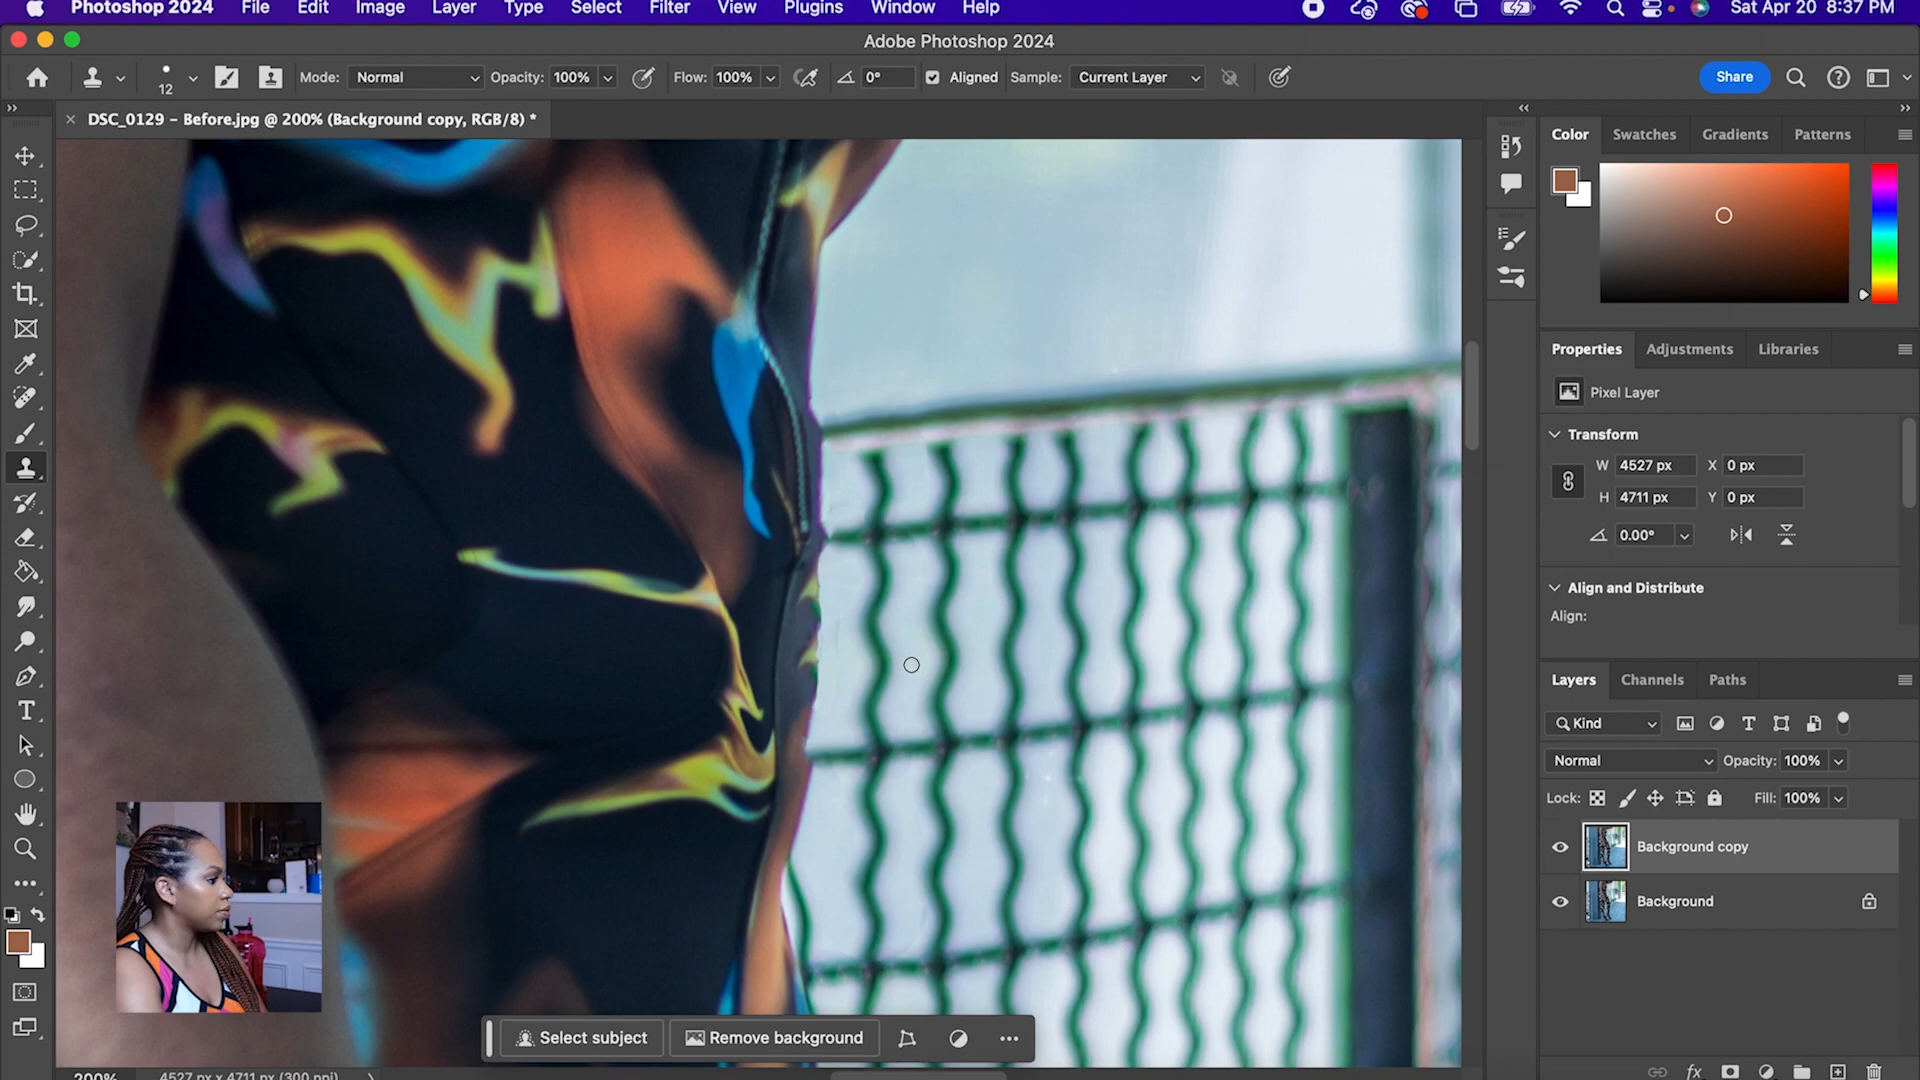 Photoshop 2024 File Edit Image Layer Type Select Filter View Plugins Window Help Sat Apr 20 8:37 PM
Adobe Photoshop 2024
12 Mode: Normal Opacity: 100% Flow: 100% 0° Aligned Sample: Current Layer Share
DSC_0129 - Before.jpg @ 200% (Background copy, RGB/8) *
Color Swatches Gradients Patterns
Properties Adjustments Libraries
Pixel Layer
Transform
W 4527 px X 0 px
H 4711 px Y 0 px
0.00°
Align and Distribute
Align:
Layers Channels Paths
Kind
Normal Opacity: 100%
Lock: Fill: 100%
Background copy
Background
Select subject Remove background
200% 4527 px x 4711 px (300 ppi)
fx